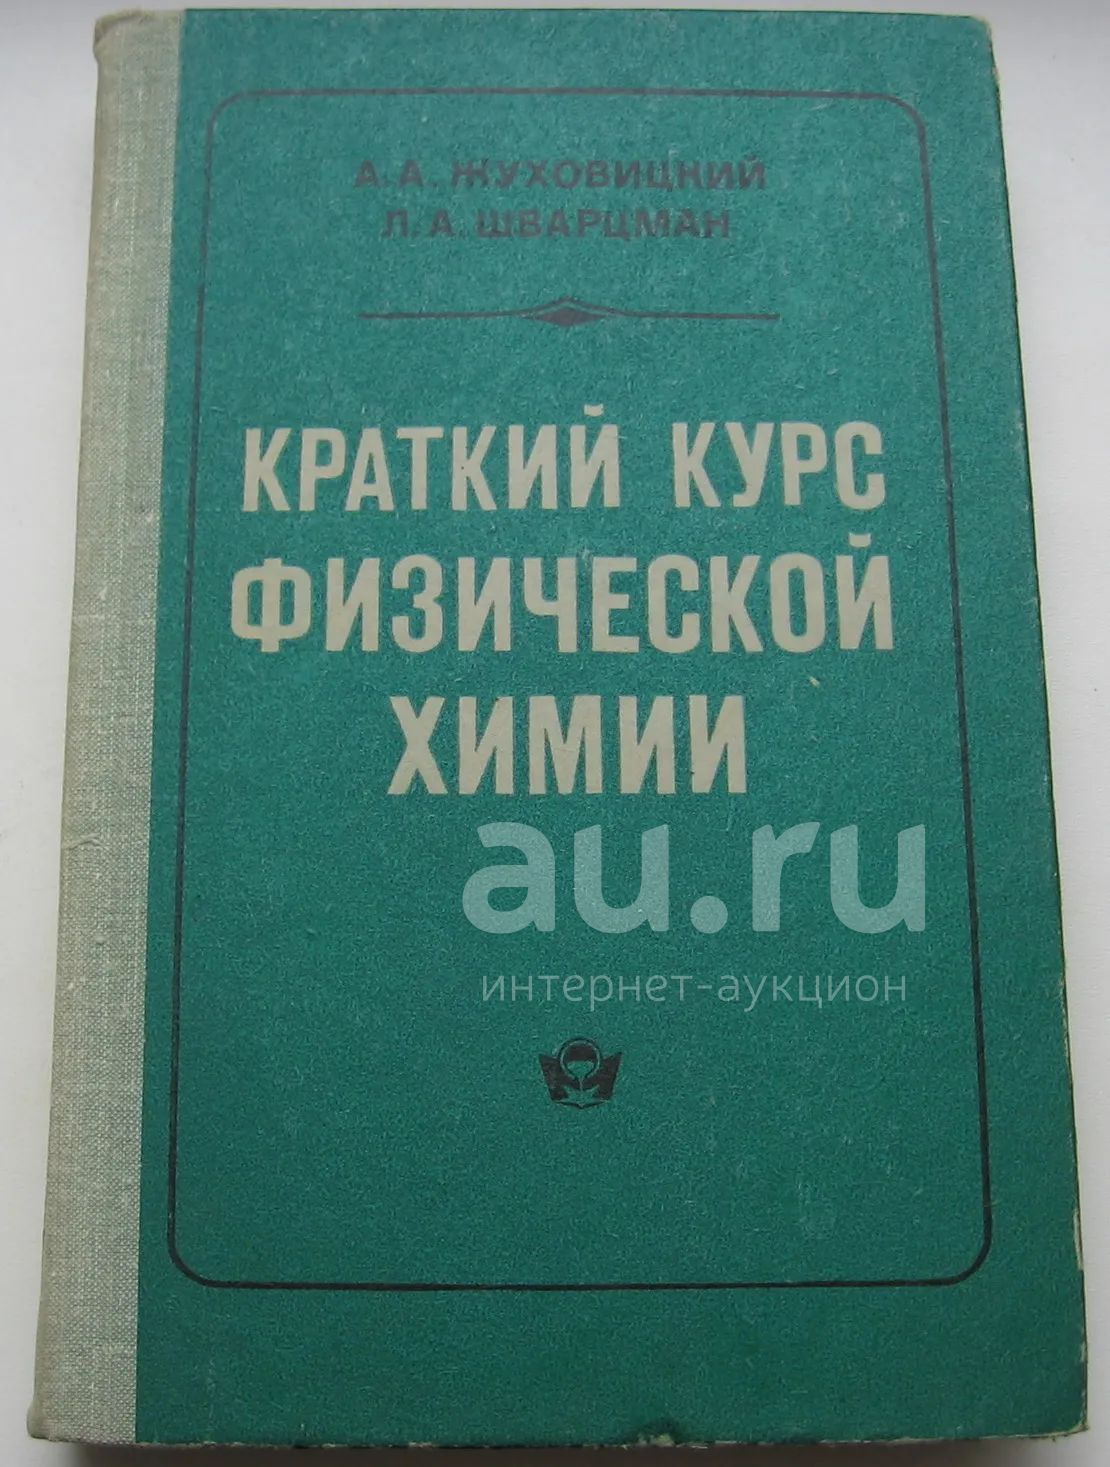 А. А. ЖУХОВИЦКИЙ
Л. А. ШВАРЦМАН
КРАТКИЙ КУРС
ФИЗИЧЕСКОЙ
ХИМИИ
au.ru
интернет-аукцион